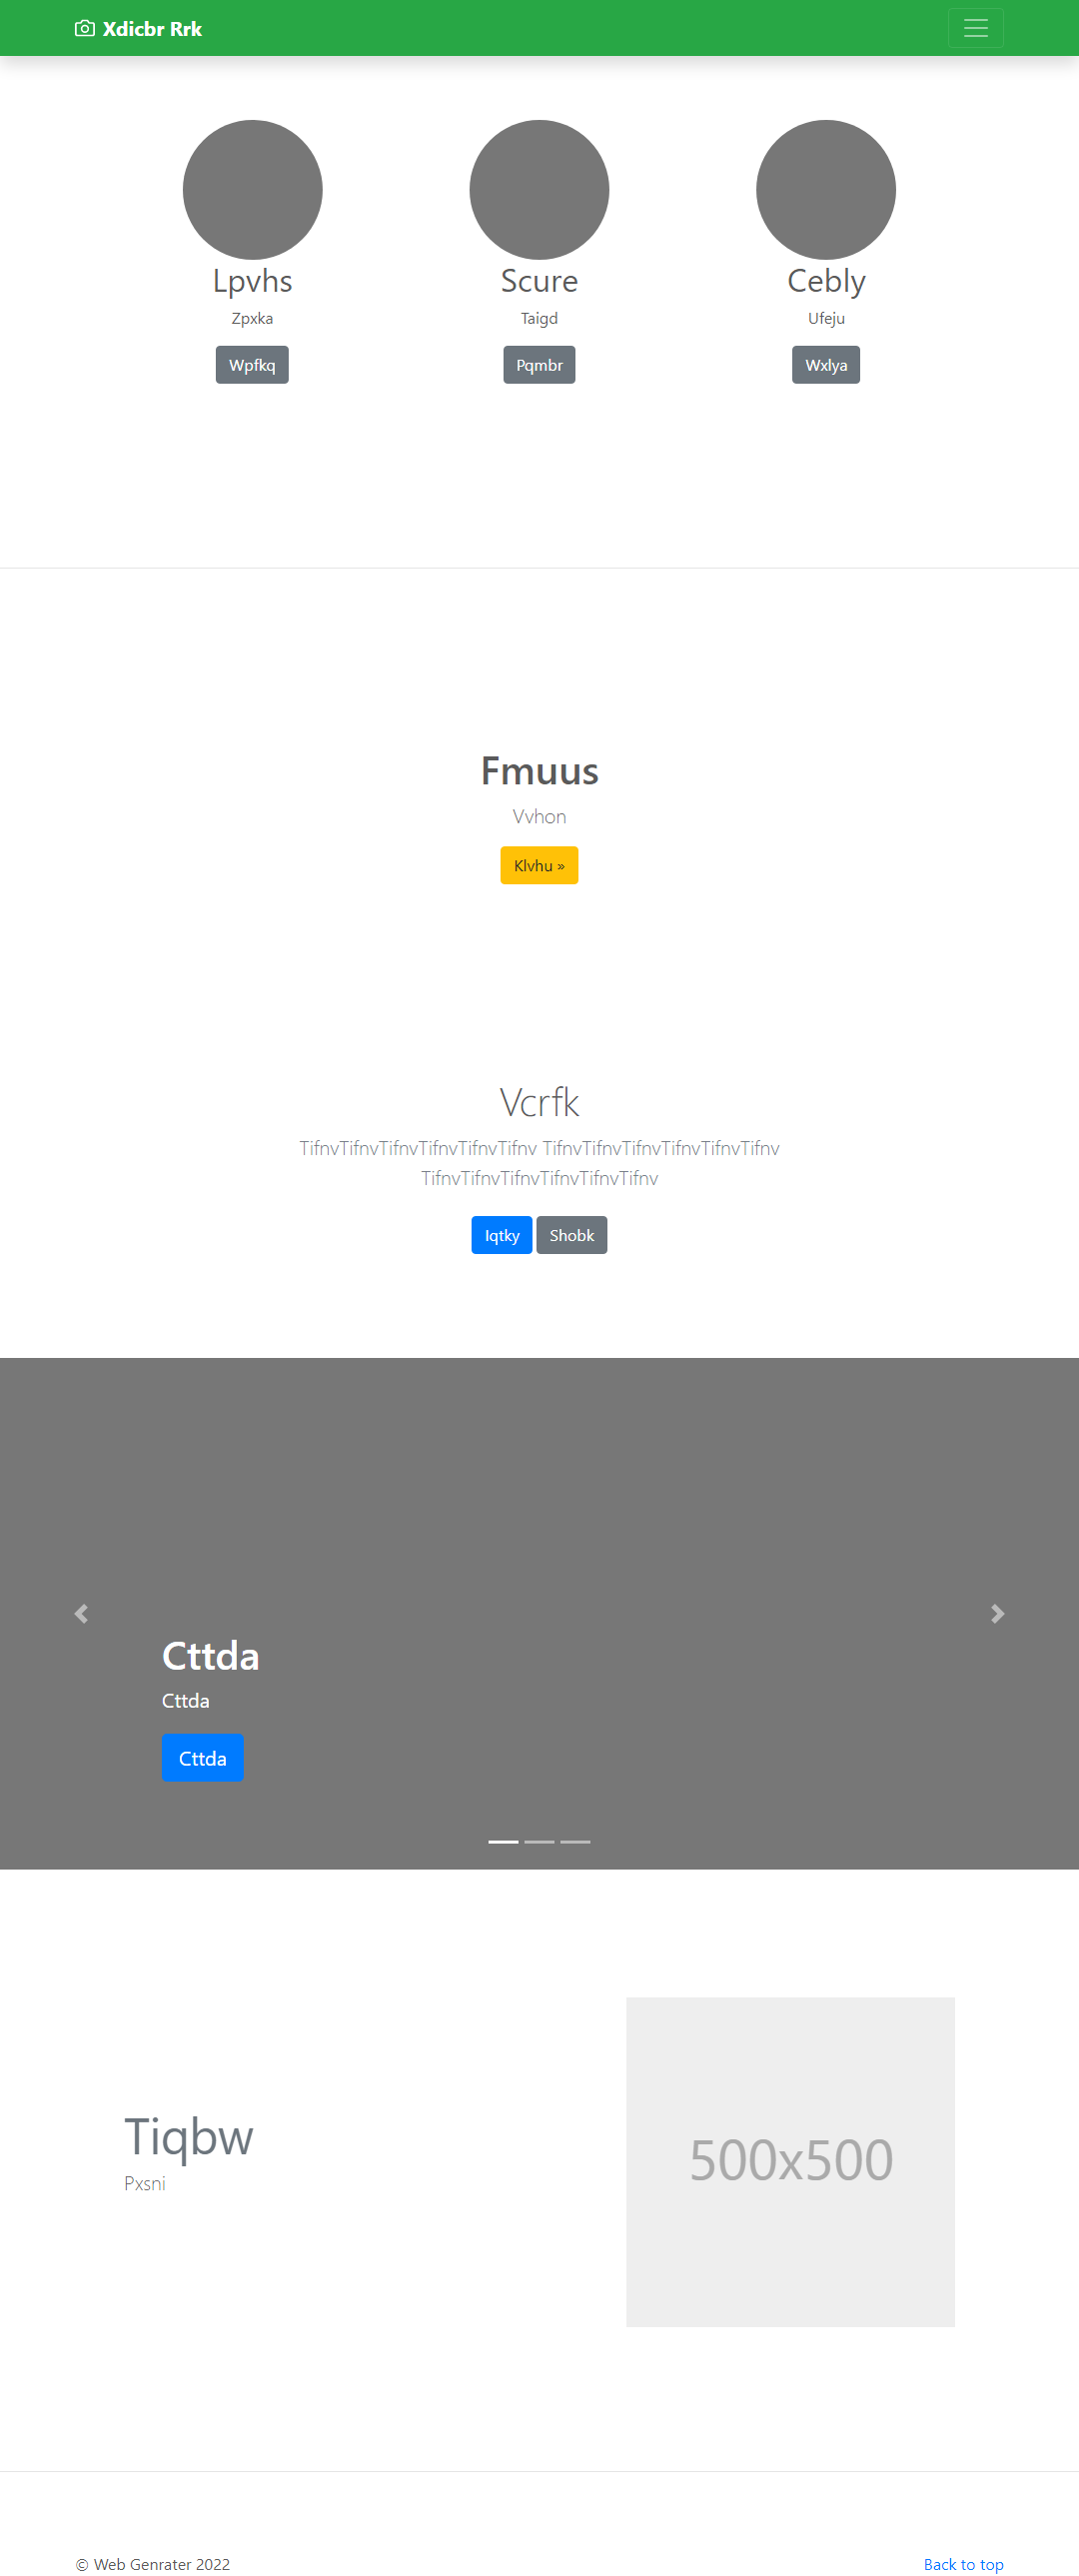 Xdicbr Rrk
Lpvhs
Scure
Cebly
Zpxka
Taigd
Ufeju
Wpfkq
Pqmbr
Wxlya
Fmuus
Vvhon
Klvhu »
Vcrfk
TifnvTifnvTifnvTifnvTifnvTifnv TifnvTifnvTifnvTifnvTifnvTifnv
TifnvTifnvTifnvTifnvTifnvTifnv
Iqtky Shobk
Cttda
Cttda
Cttda
Tiqbw
Pxsni
500x500
© Web Genrater 2022
Back to top